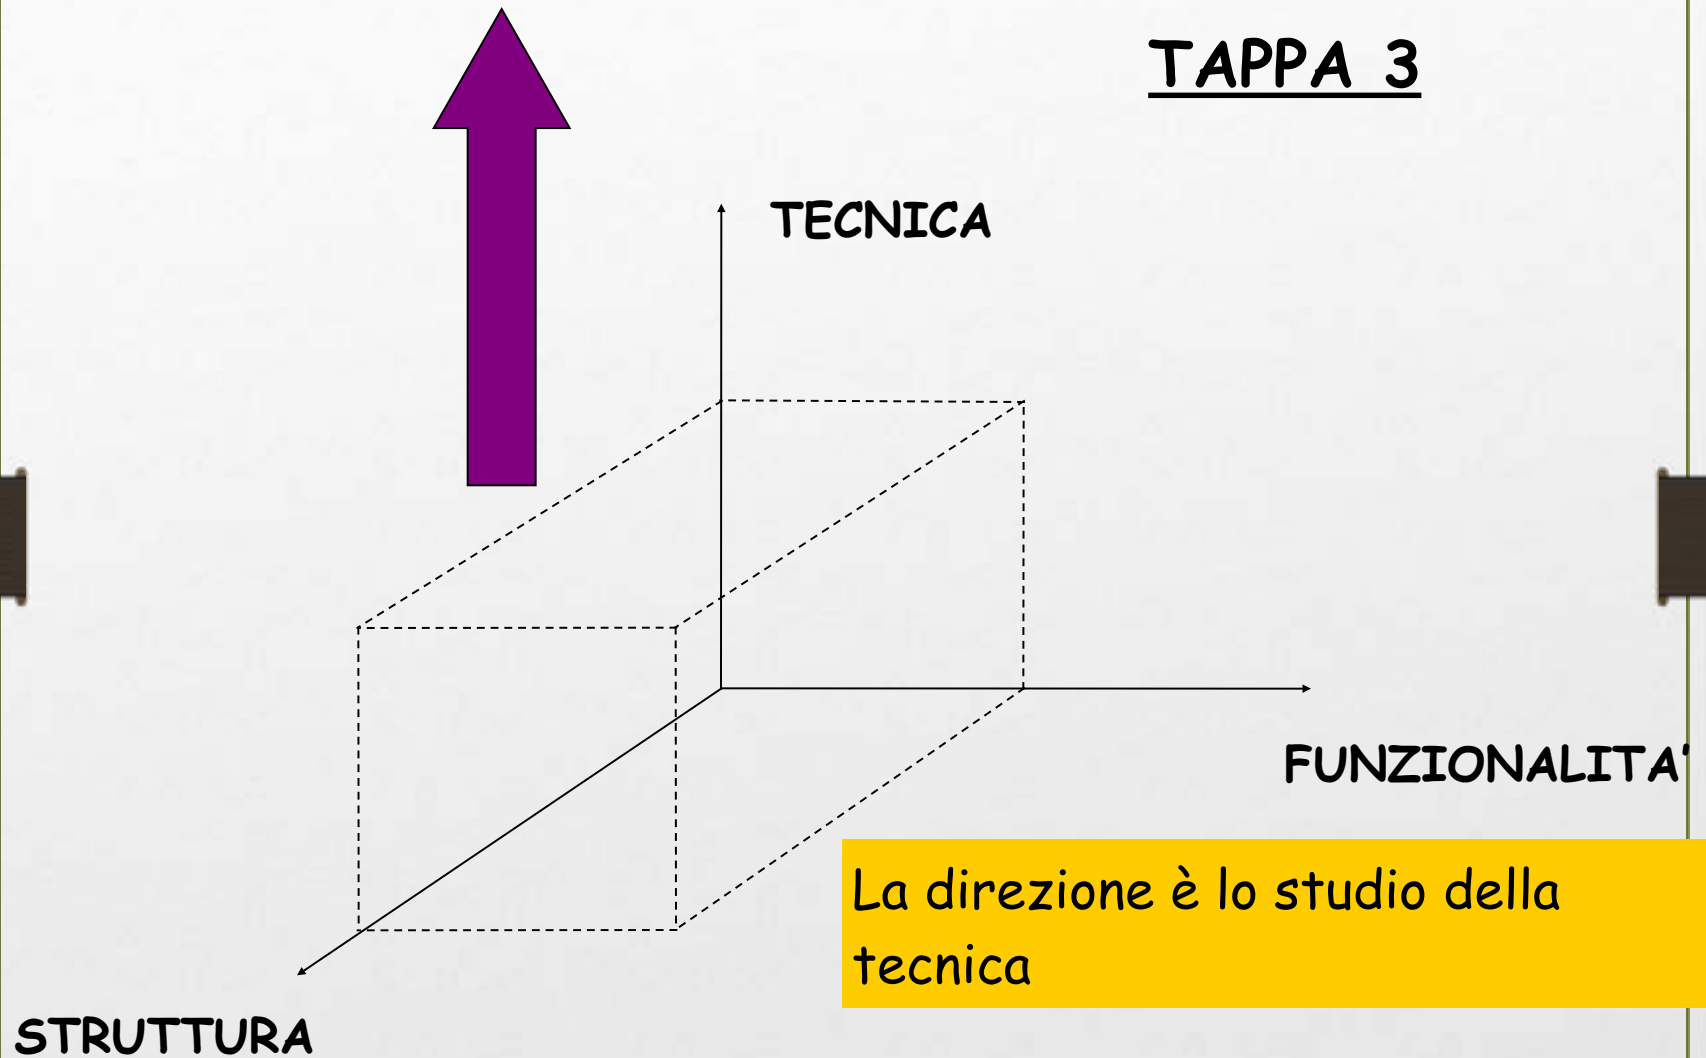 TAPPA 3
TECNICA
FUNZIONALITA'
La direzione è lo studio della
tecnica
STRUTTURA